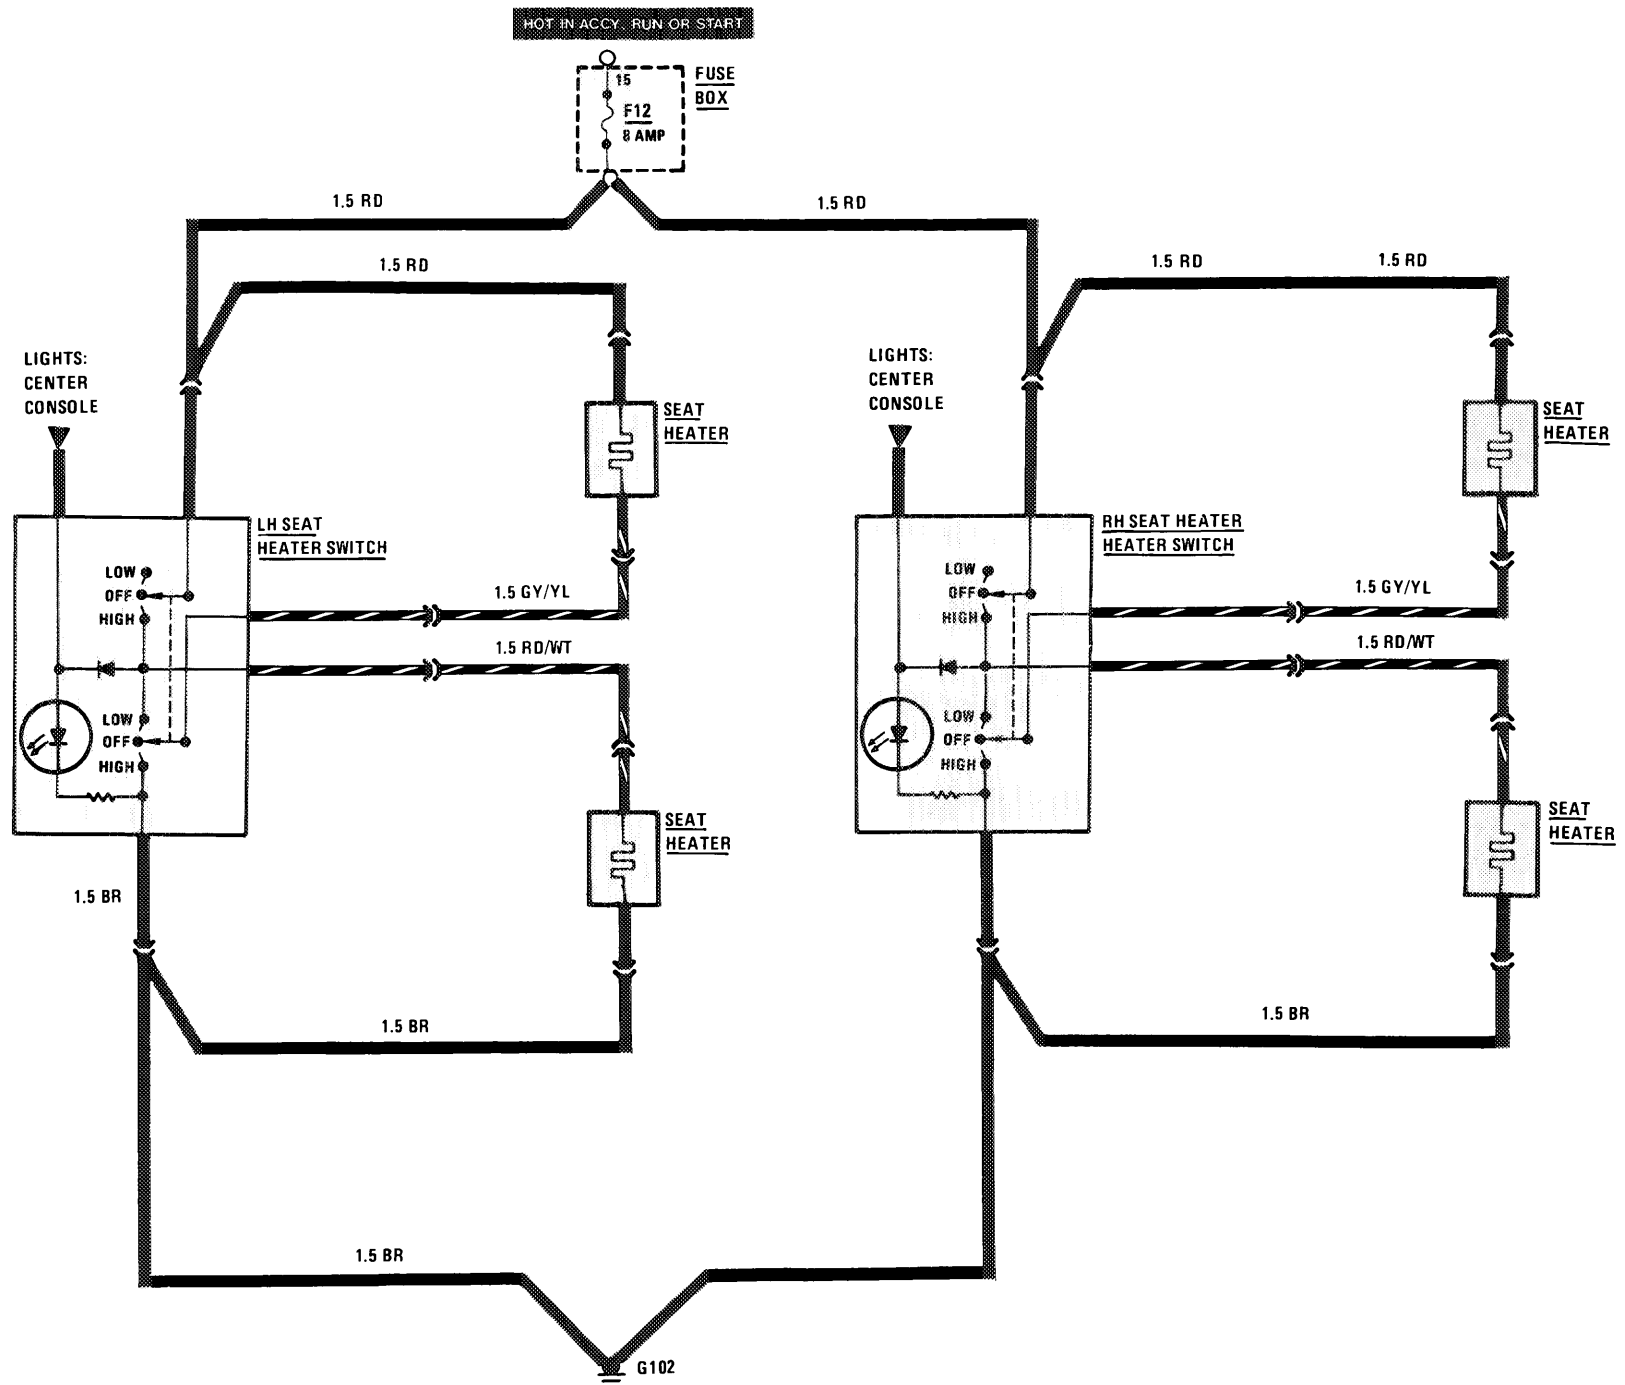 HOT IN ACCY, RUN OR START
15
F12
8 AMP
FUSE
BOX
1.5 RD
1.5 RD
1.5 RD
1.5 RD
1.5 RD
LIGHTS:
CENTER
CONSOLE
SEAT
HEATER
LIGHTS:
CENTER
CONSOLE
SEAT
HEATER
LH SEAT
HEATER SWITCH
LOW
OFF
HIGH
1.5 GY/YL
1.5 RD/WT
LOW
OFF
HIGH
RH SEAT HEATER
HEATER SWITCH
LOW
OFF
HIGH
1.5 GY/YL
1.5 RD/WT
LOW
OFF
HIGH
SEAT
HEATER
SEAT
HEATER
1.5 BR
1.5 BR
1.5 BR
1.5 BR
G102